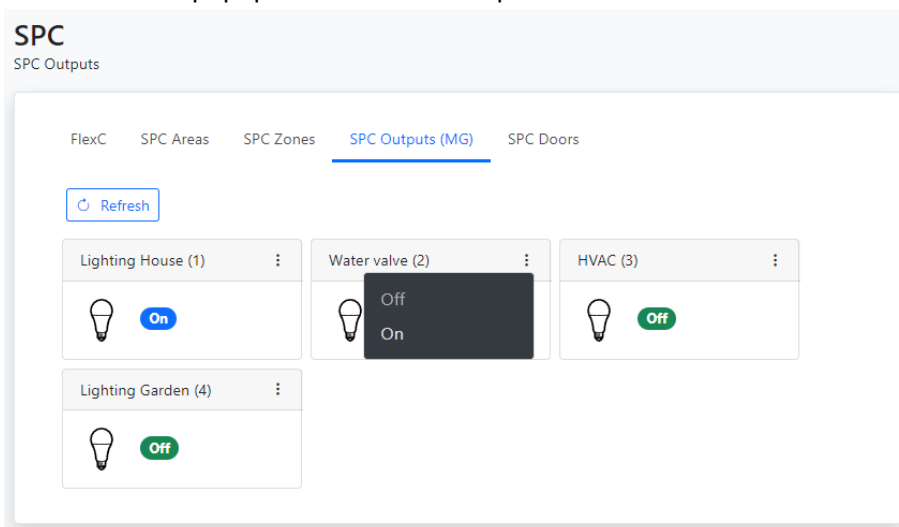 SPC
SPC Outputs
FlexC SPC Areas SPC Zones SPC Outputs (MG) SPC Doors
Refresh
Lighting House (1) Water valve (2) HVAC (3)
On Off Off
On
Lighting Garden (4)
Off